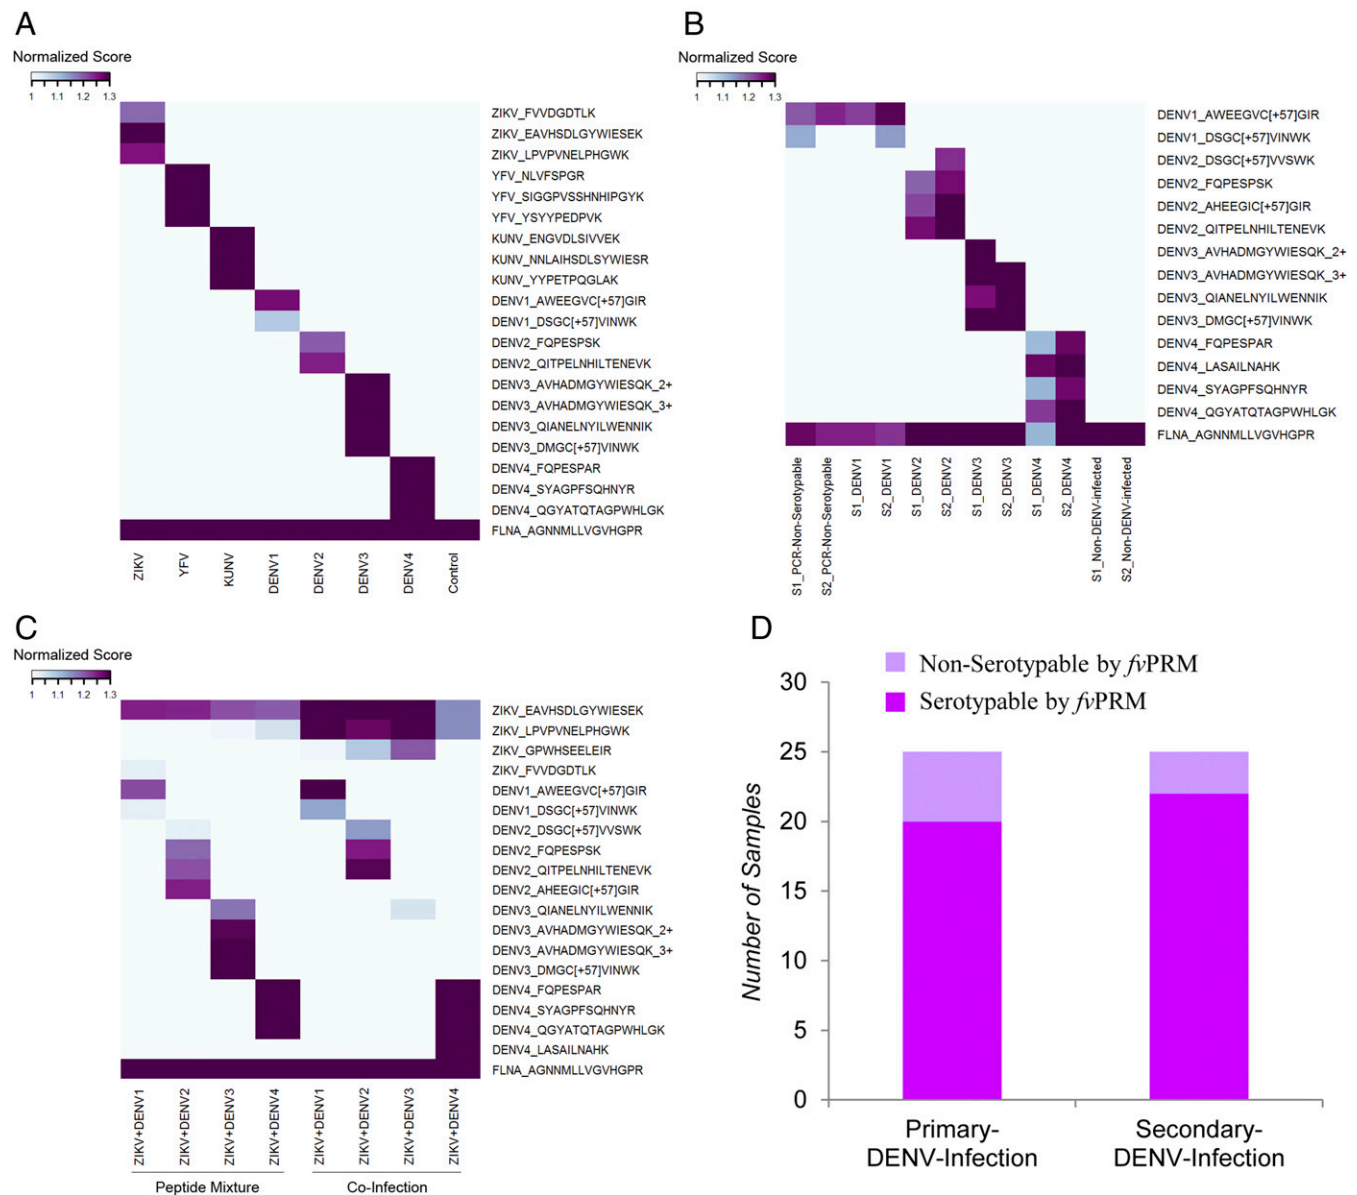 A
Normalized Score
1 1.1 1.2 1.3
ZIKV_FVVDGDTLK
ZIKV_EAVHSDLGYWIESEK
ZIKV_LPVPVNELPHGWK
YFV_NLVFSPGR
YFV_SIGGPVSSHNHIPGYK
YFV_YSYYPEDPVK
KUNV_ENGVDLSIVVEK
KUNV_NNLAIHSDLSYWIESR
KUNV_YYPETPQGLAK
DENV1_AWEEGVC[+57]GIR
DENV1_DSGC[+57]VINWK
DENV2_FQPESPSK
DENV2_QITPELNHILTENEVK
DENV3_AVHADMGYWIESQK_2+
DENV3_AVHADMGYWIESQK_3+
DENV3_QIANELNYILWENNIK
DENV3_DMGC[+57]VINWK
DENV4_FQPESPAR
DENV4_SYAGPFSQHNYR
DENV4_QGYATQTAGPWHLGK
FLNA_AGNNMLLVGVHGPR
ZIKV
YFV
KUNV
DENV1
DENV2
DENV3
DENV4
Control
B
Normalized Score
1 1.1 1.2 1.3
DENV1_AWEEGVC[+57]GIR
DENV1_DSGC[+57]VINWK
DENV2_DSGC[+57]VVSWK
DENV2_FQPESPSK
DENV2_AHEEGIC[+57]GIR
DENV2_QITPELNHILTENEVK
DENV3_AVHADMGYWIESQK_2+
DENV3_AVHADMGYWIESQK_3+
DENV3_QIANELNYILWENNIK
DENV3_DMGC[+57]VINWK
DENV4_FQPESPAR
DENV4_LASAILNAHK
DENV4_SYAGPFSQHNYR
DENV4_QGYATQTAGPWHLGK
FLNA_AGNNMLLVGVHGPR
S1_PCR-Non-Serotypable
S2_PCR-Non-Serotypable
S1_DENV1
S2_DENV1
S1_DENV2
S2_DENV2
S1_DENV3
S2_DENV3
S1_DENV4
S2_DENV4
S1_Non-DENV-infected
S2_Non-DENV-infected
C
Normalized Score
1 1.1 1.2 1.3
ZIKV_EAVHSDLGYWIESEK
ZIKV_LPVPVNELPHGWK
ZIKV_GPWHSEELEIR
ZIKV_FVVDGDTLK
DENV1_AWEEGVC[+57]GIR
DENV1_DSGC[+57]VINWK
DENV2_DSGC[+57]VVSWK
DENV2_FQPESPSK
DENV2_QITPELNHILTENEVK
DENV2_AHEEGIC[+57]GIR
DENV3_QIANELNYILWENNIK
DENV3_AVHADMGYWIESQK_2+
DENV3_AVHADMGYWIESQK_3+
DENV3_DMGC[+57]VINWK
DENV4_FQPESPAR
DENV4_SYAGPFSQHNYR
DENV4_QGYATQTAGPWHLGK
DENV4_LASAILNAHK
FLNA_AGNNMLLVGVHGPR
ZIKV+DENV1
ZIKV+DENV2
ZIKV+DENV3
ZIKV+DENV4
ZIKV+DENV1
ZIKV+DENV2
ZIKV+DENV3
ZIKV+DENV4
Peptide Mixture
Co-Infection
D
Non-Serotypable by fvPRM
Serotypable by fvPRM
Number of Samples
30
25
20
15
10
5
0
Primary-
DENV-Infection
Secondary-
DENV-Infection